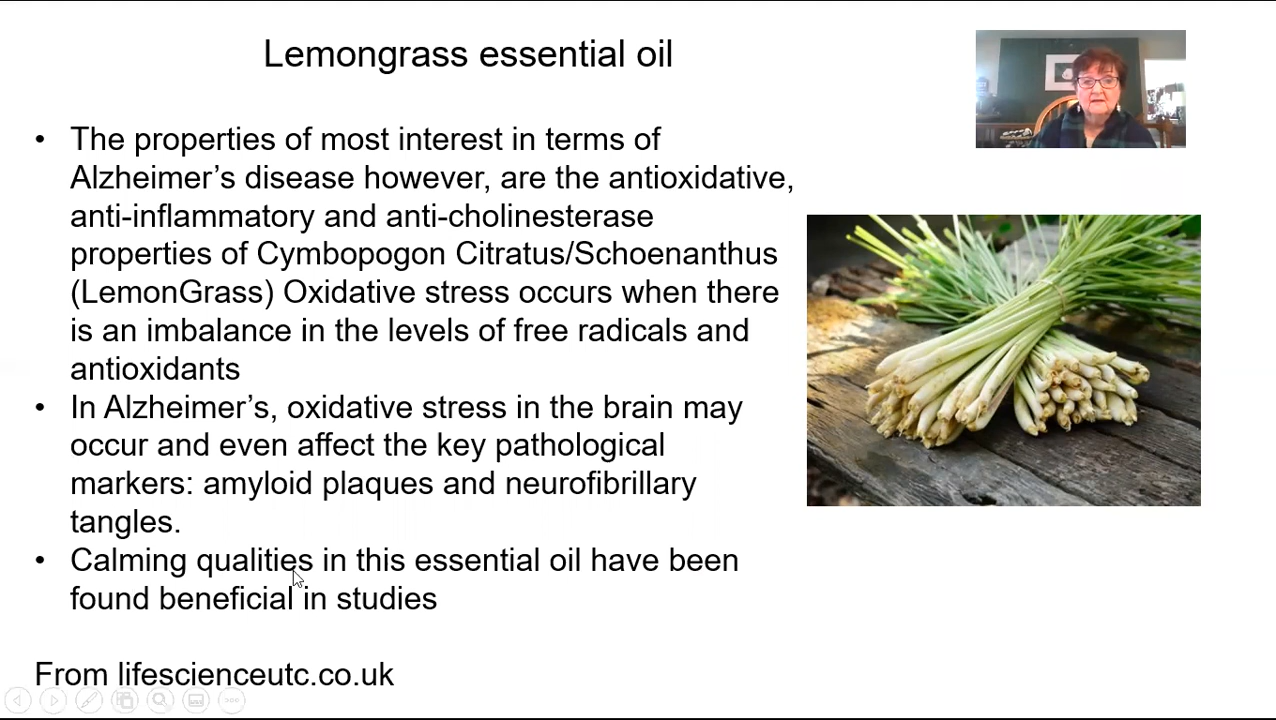 Lemongrass essential oil
• The properties of most interest in terms of
Alzheimer’s disease however, are the antioxidative,
anti-inflammatory and anti-cholinesterase
properties of Cymbopogon Citratus/Schoenanthus
(LemonGrass) Oxidative stress occurs when there
is an imbalance in the levels of free radicals and
antioxidants
• In Alzheimer’s, oxidative stress in the brain may
occur and even affect the key pathological
markers: amyloid plaques and neurofibrillary
tangles.
• Calming qualities in this essential oil have been
found beneficial in studies
From lifescienceutc.co.uk